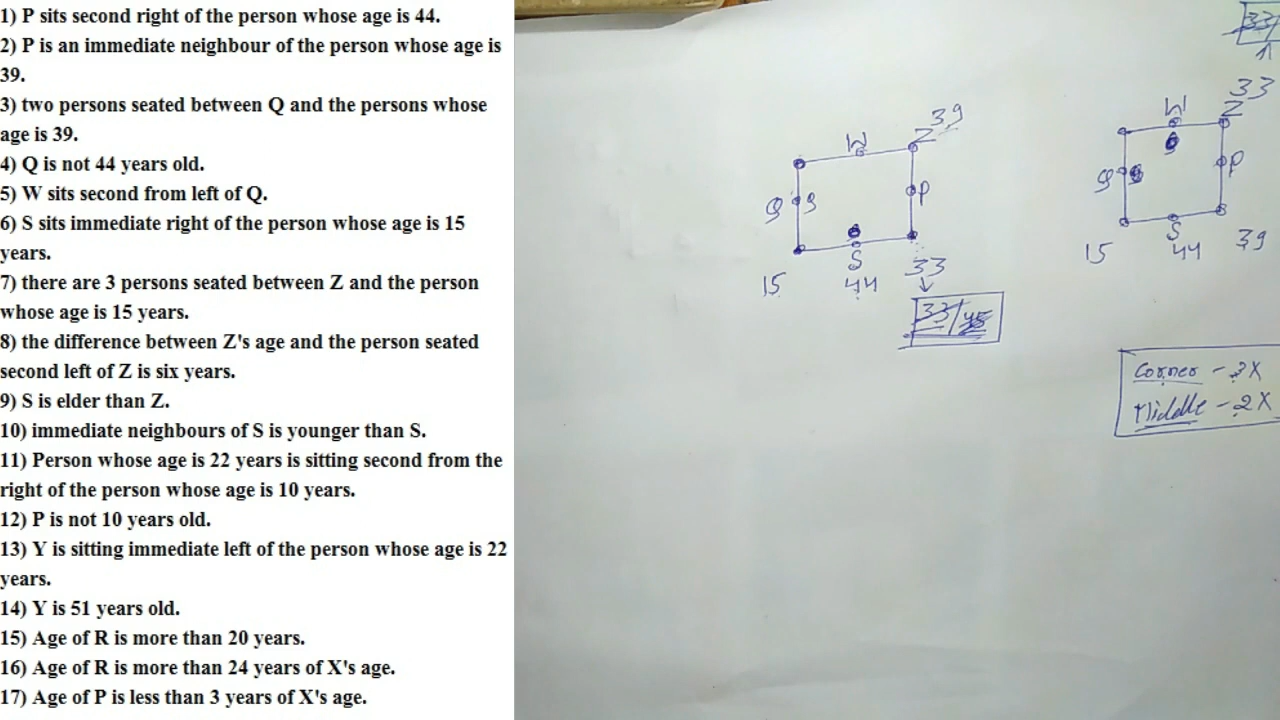 1) P sits second right of the person whose age is 44.
2) P is an immediate neighbour of the person whose age is
39.
3) two persons seated between Q and the persons whose
age is 39.
4) Q is not 44 years old.
5) W sits second from left of Q.
6) S sits immediate right of the person whose age is 15
years.
7) there are 3 persons seated between Z and the person
whose age is 15 years.
8) the difference between Z's age and the person seated
second left of Z is six years.
9) S is elder than Z.
10) immediate neighbours of S is younger than S.
11) Person whose age is 22 years is sitting second from the
right of the person whose age is 10 years.
12) P is not 10 years old.
13) Y is sitting immediate left of the person whose age is 22
years.
14) Y is 51 years old.
15) Age of R is more than 20 years.
16) Age of R is more than 24 years of X's age.
17) Age of P is less than 3 years of X's age.
39
W Z
Q P
S
15 44 33
33/45
33
33
W Z
Q P
S
15 44 39
Corner - 3X
Middle - 2X